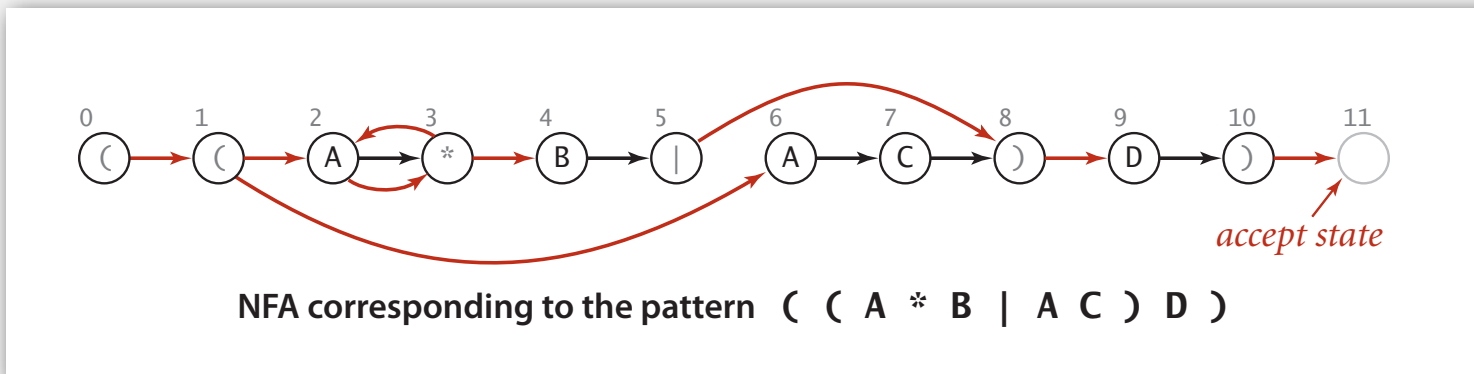 0 1 2 3 4 5 6 7 8 9 10 11
( ( A * B | A C ) D )
accept state
NFA corresponding to the pattern ( ( A * B | A C ) D )